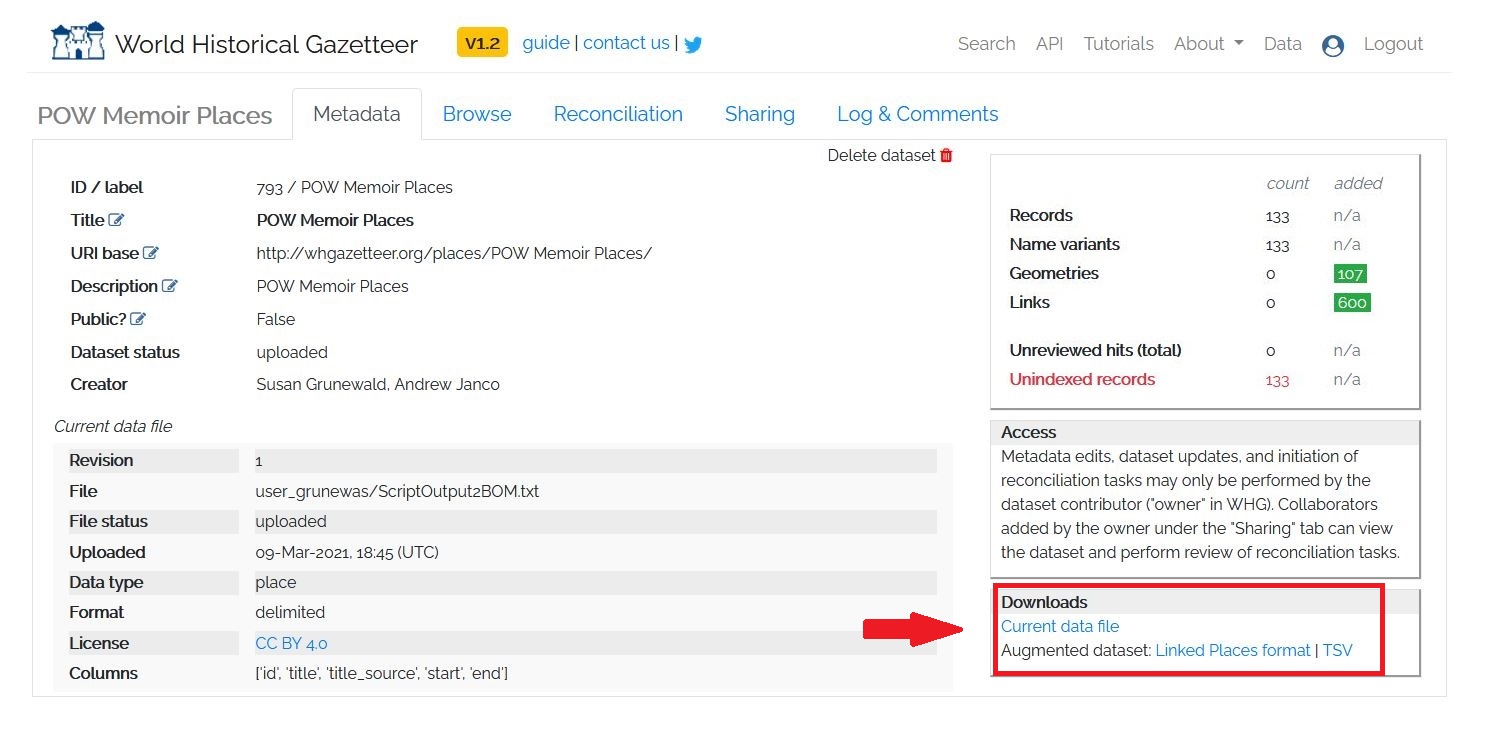 World Historical Gazetteer V1.2 guide | contact us | Search API Tutorials About Data Logout
POW Memoir Places Metadata Browse Reconciliation Sharing Log & Comments
Delete dataset
ID / label 793 / POW Memoir Places
Title POW Memoir Places
URI base http://whgazetteer.org/places/POW Memoir Places/
Description POW Memoir Places
Public? False
Dataset status uploaded
Creator Susan Grunewald, Andrew Janco
Current data file
Revision 1
File user_grunewas/ScriptOutput2BOM.txt
File status uploaded
Uploaded 09-Mar-2021, 18:45 (UTC)
Data type place
Format delimited
License CC BY 4.0
Columns ['id', 'title', 'title_source', 'start', 'end']
count added
Records 133 n/a
Name variants 133 n/a
Geometries 0 107
Links 0 600
Unreviewed hits (total) 0 n/a
Unindexed records 133 n/a
Access
Metadata edits, dataset updates, and initiation of
reconciliation tasks may only be performed by the
dataset contributor ("owner" in WHG). Collaborators
added by the owner under the "Sharing" tab can view
the dataset and perform review of reconciliation tasks.
Downloads
Current data file
Augmented dataset: Linked Places format | TSV